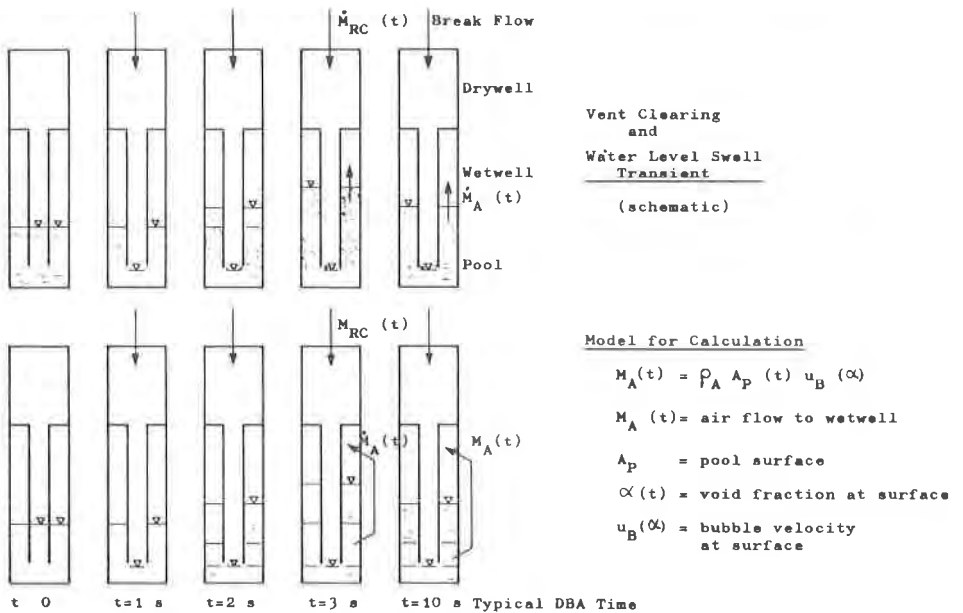 Ṁ_RC (t) Break Flow
Drywell
Wetwell
Ṁ_A (t)
Pool
Vent Clearing
and
Water Level Swell
Transient
(schematic)
M_RC (t)
Ṁ_A(t)
M_A(t)
t 0
t=1 s
t=2 s
t=3 s
t=10 s
Typical DBA Time
Model for Calculation
M_A(t) = ρ_A A_P (t) u_B (α)
M_A (t)= air flow to wetwell
A_P = pool surface
α(t) = void fraction at surface
u_B(α) = bubble velocity
at surface